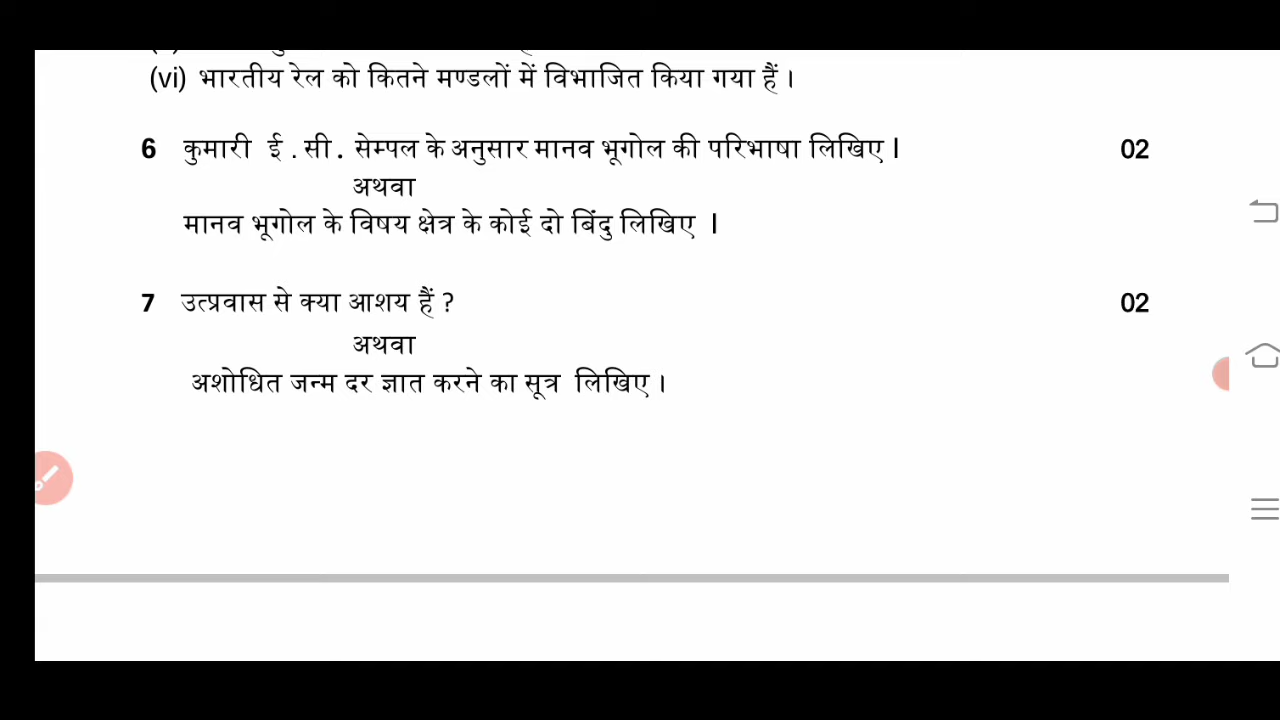 (vi) भारतीय रेल को कितने मण्डलों में विभाजित किया गया हैं ।
6 कुमारी ई . सी . सेम्पल के अनुसार मानव भूगोल की परिभाषा लिखिए । 02
अथवा
मानव भूगोल के विषय क्षेत्र के कोई दो बिंदु लिखिए ।
7 उत्प्रवास से क्या आशय हैं ? 02
अथवा
अशोधित जन्म दर ज्ञात करने का सूत्र लिखिए ।